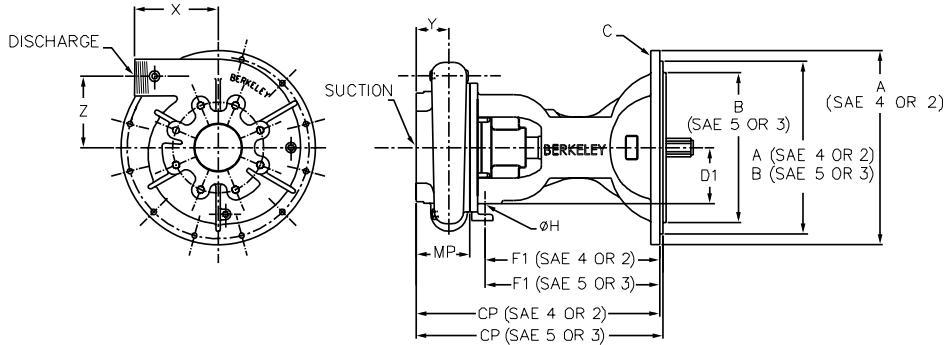 X
DISCHARGE
BERKELEY
Z
Y
C
SUCTION
BERKELEY
A
(SAE 4 OR 2)
B
(SAE 5 OR 3)
A (SAE 4 OR 2)
B (SAE 5 OR 3)
D1
ØH
MP
F1 (SAE 4 OR 2)
F1 (SAE 5 OR 3)
CP (SAE 4 OR 2)
CP (SAE 5 OR 3)